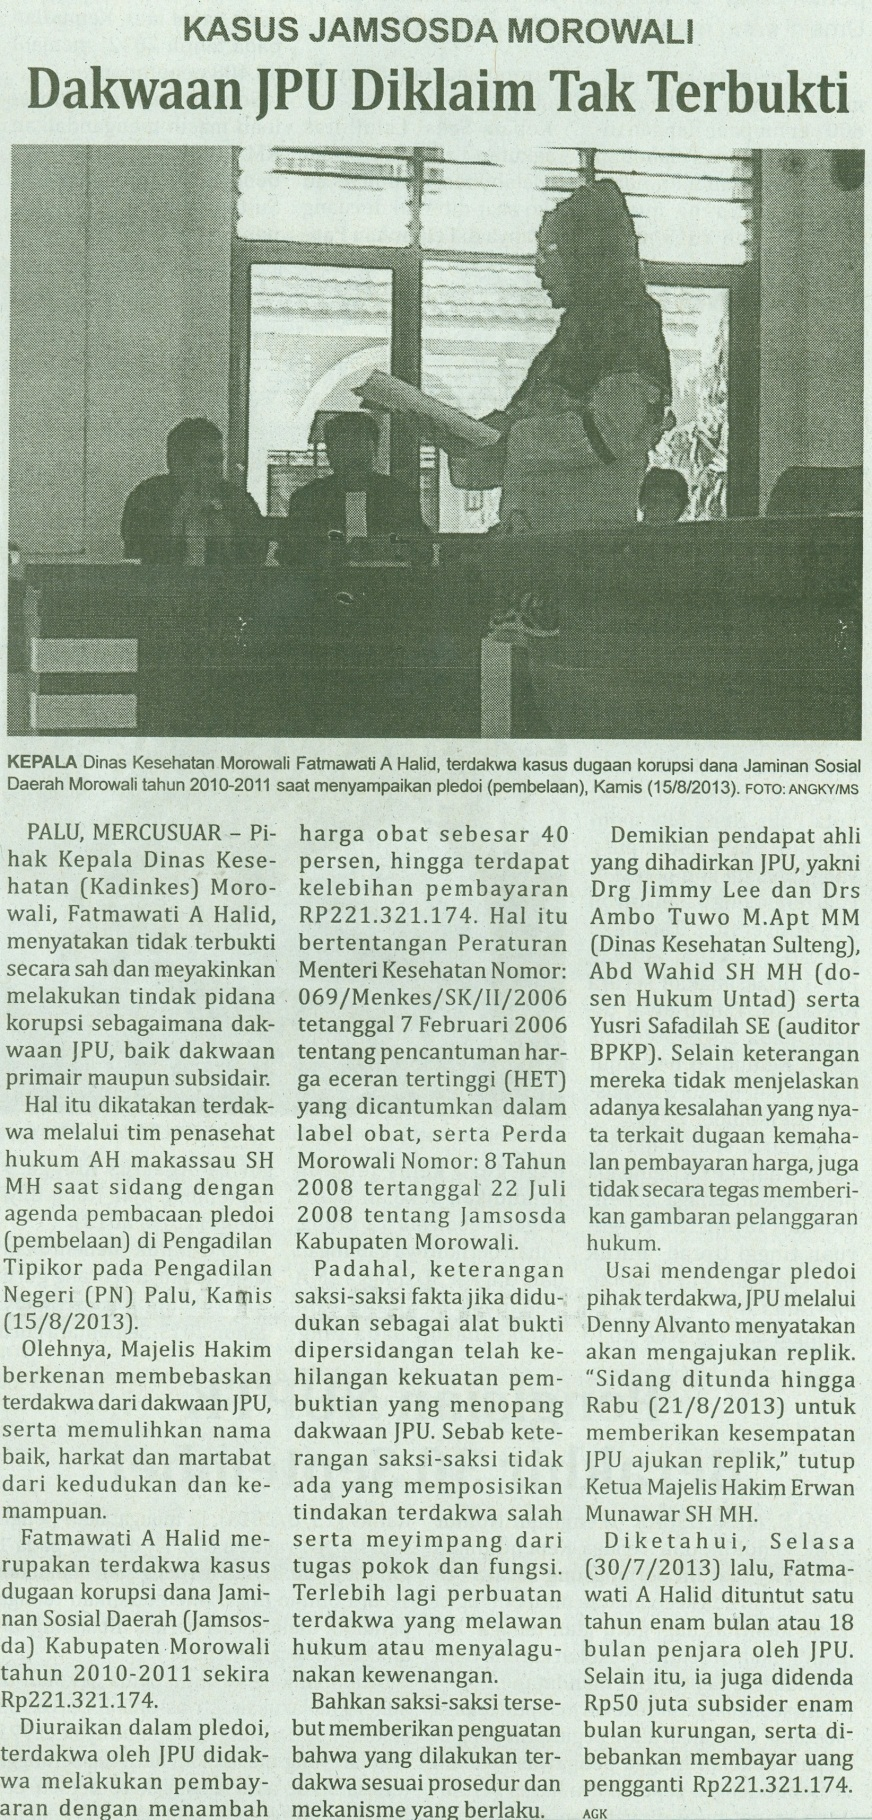 KASUS JAMSOSDA MOROWALI
Dakwaan JPU Diklaim Tak Terbukti
KEPALA Dinas Kesehatan Morowali Fatmawati A Halid, terdakwa kasus dugaan korupsi dana Jaminan Sosial
Daerah Morowali tahun 2010-2011 saat menyampaikan pledoi (pembelaan), Kamis (15/8/2013). FOTO: ANGKY/MS
PALU, MERCUSUAR – Pi-
hak Kepala Dinas Kese-
hatan (Kadinkes) Moro-
wali, Fatmawati A Halid,
menyatakan tidak terbukti
secara sah dan meyakinkan
melakukan tindak pidana
korupsi sebagaimana dak-
waan JPU, baik dakwaan
primair maupun subsidair.
Hal itu dikatakan terdak-
wa melalui tim penasehat
hukum AH makassau SH
MH saat sidang dengan
agenda pembacaan pledoi
(pembelaan) di Pengadilan
Tipikor pada Pengadilan
Negeri (PN) Palu, Kamis
(15/8/2013).
Olehnya, Majelis Hakim
berkenan membebaskan
terdakwa dari dakwaan JPU,
serta memulihkan nama
baik, harkat dan martabat
dari kedudukan dan ke-
mampuan.
Fatmawati A Halid me-
rupakan terdakwa kasus
dugaan korupsi dana Jami-
nan Sosial Daerah (Jamsos-
da) Kabupaten Morowali
tahun 2010-2011 sekira
Rp221.321.174.
Diuraikan dalam pledoi,
terdakwa oleh JPU didak-
wa melakukan pembay-
aran dengan menambah
harga obat sebesar 40
persen, hingga terdapat
kelebihan pembayaran
RP221.321.174. Hal itu
bertentangan Peraturan
Menteri Kesehatan Nomor:
069/Menkes/SK/II/2006
tetanggal 7 Februari 2006
tentang pencantuman har-
ga eceran tertinggi (HET)
yang dicantumkan dalam
label obat, serta Perda
Morowali Nomor: 8 Tahun
2008 tertanggal 22 Juli
2008 tentang Jamsosda
Kabupaten Morowali.
Padahal, keterangan
saksi-saksi fakta jika didu-
dukan sebagai alat bukti
dipersidangan telah ke-
hilangan kekuatan pem-
buktian yang menopang
dakwaan JPU. Sebab kete-
rangan saksi-saksi tidak
ada yang memposisikan
tindakan terdakwa salah
serta meyimpang dari
tugas pokok dan fungsi.
Terlebih lagi perbuatan
terdakwa yang melawan
hukum atau menyalagu-
nakan kewenangan.
Bahkan saksi-saksi terse-
but memberikan penguatan
bahwa yang dilakukan ter-
dakwa sesuai prosedur dan
mekanisme yang berlaku.
Demikian pendapat ahli
yang dihadirkan JPU, yakni
Drg Jimmy Lee dan Drs
Ambo Tuwo M.Apt MM
(Dinas Kesehatan Sulteng),
Abd Wahid SH MH (do-
sen Hukum Untad) serta
Yusri Safadilah SE (auditor
BPKP). Selain keterangan
mereka tidak menjelaskan
adanya kesalahan yang nya-
ta terkait dugaan kemaha-
lan pembayaran harga, juga
tidak secara tegas memberi-
kan gambaran pelanggaran
hukum.
Usai mendengar pledoi
pihak terdakwa, JPU melalui
Denny Alvanto menyatakan
akan mengajukan replik.
“Sidang ditunda hingga
Rabu (21/8/2013) untuk
memberikan kesempatan
JPU ajukan replik,” tutup
Ketua Majelis Hakim Erwan
Munawar SH MH.
Diketahui, Selasa
(30/7/2013) lalu, Fatma-
wati A Halid dituntut satu
tahun enam bulan atau 18
bulan penjara oleh JPU.
Selain itu, ia juga didenda
Rp50 juta subsider enam
bulan kurungan, serta di-
bebankan membayar uang
pengganti Rp221.321.174.
AGK